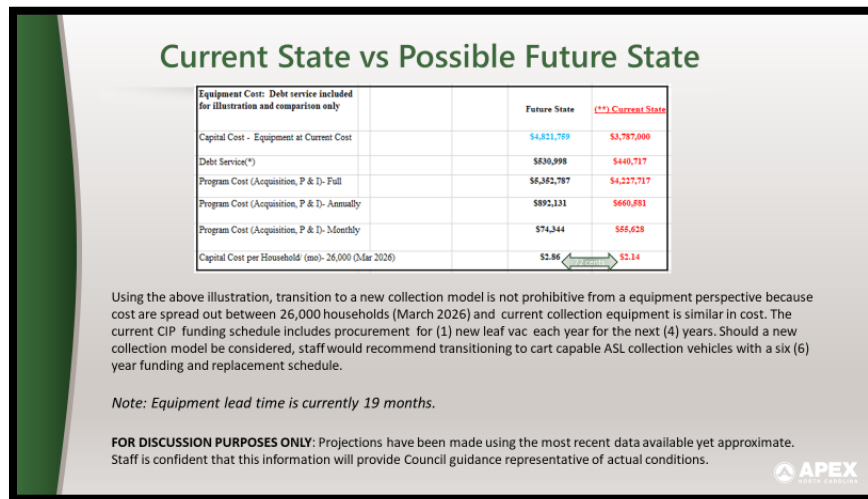 Current State vs Possible Future State
Equipment Cost: Debt service included
for illustration and comparison only
Future State
(**) Current State
Capital Cost - Equipment at Current Cost $4,821,759 $3,787,000
Debt Service(*) $530,998 $440,717
Program Cost (Acquisition, P & I)- Full $5,352,787 $4,227,717
Program Cost (Acquisition, P & I)- Annually $892,131 $660,581
Program Cost (Acquisition, P & I)- Monthly $74,344 $55,628
Capital Cost per Household/ (mo)- 26,000 (Mar 2026) $2.86 72 cents $2.14
Using the above illustration, transition to a new collection model is not prohibitive from a equipment perspective because
cost are spread out between 26,000 households (March 2026) and current collection equipment is similar in cost. The
current CIP funding schedule includes procurement for (1) new leaf vac each year for the next (4) years. Should a new
collection model be considered, staff would recommend transitioning to cart capable ASL collection vehicles with a six (6)
year funding and replacement schedule.
Note: Equipment lead time is currently 19 months.
FOR DISCUSSION PURPOSES ONLY: Projections have been made using the most recent data available yet approximate.
Staff is confident that this information will provide Council guidance representative of actual conditions.
APEX
NORTH CAROLINA